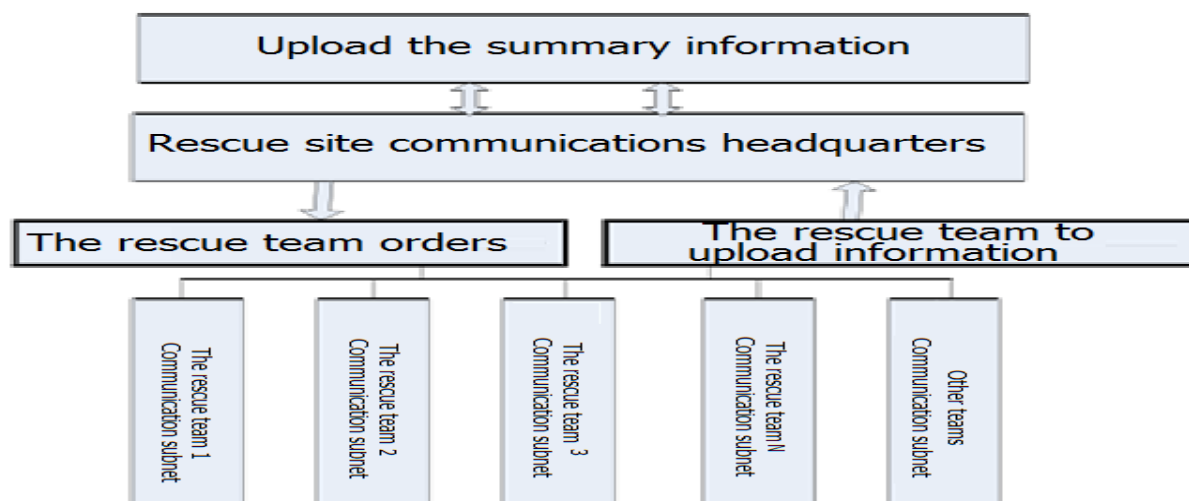 Upload the summary information
Rescue site communications headquarters
The rescue team orders
The rescue team to
upload information
The rescue team 1
Communication subnet
The rescue team 2
Communication subnet
The rescue team 3
Communication subnet
The rescue team N
Communication subnet
Other teams
Communication subnet